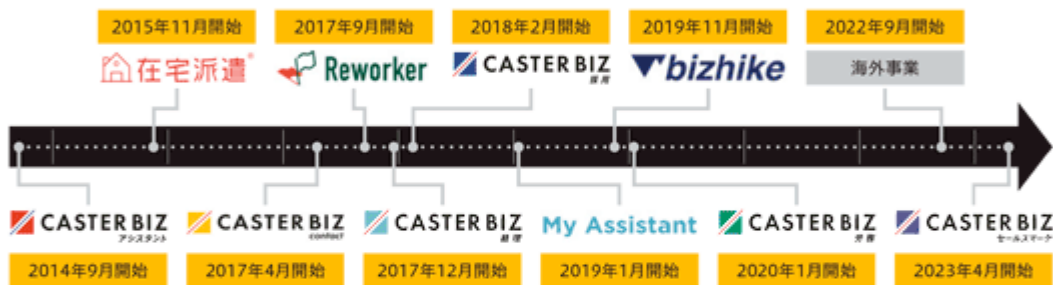 2015年11月開始
2017年9月開始
2018年2月開始
2019年11月開始
2022年9月開始
在宅派遣
Reworker
CASTER BIZ
採用
bizhike
海外事業
CASTER BIZ
アシスタント
CASTER BIZ
contact
CASTER BIZ
経理
My Assistant
CASTER BIZ
労務
CASTER BIZ
セールスマーケ
2014年9月開始
2017年4月開始
2017年12月開始
2019年1月開始
2020年1月開始
2023年4月開始